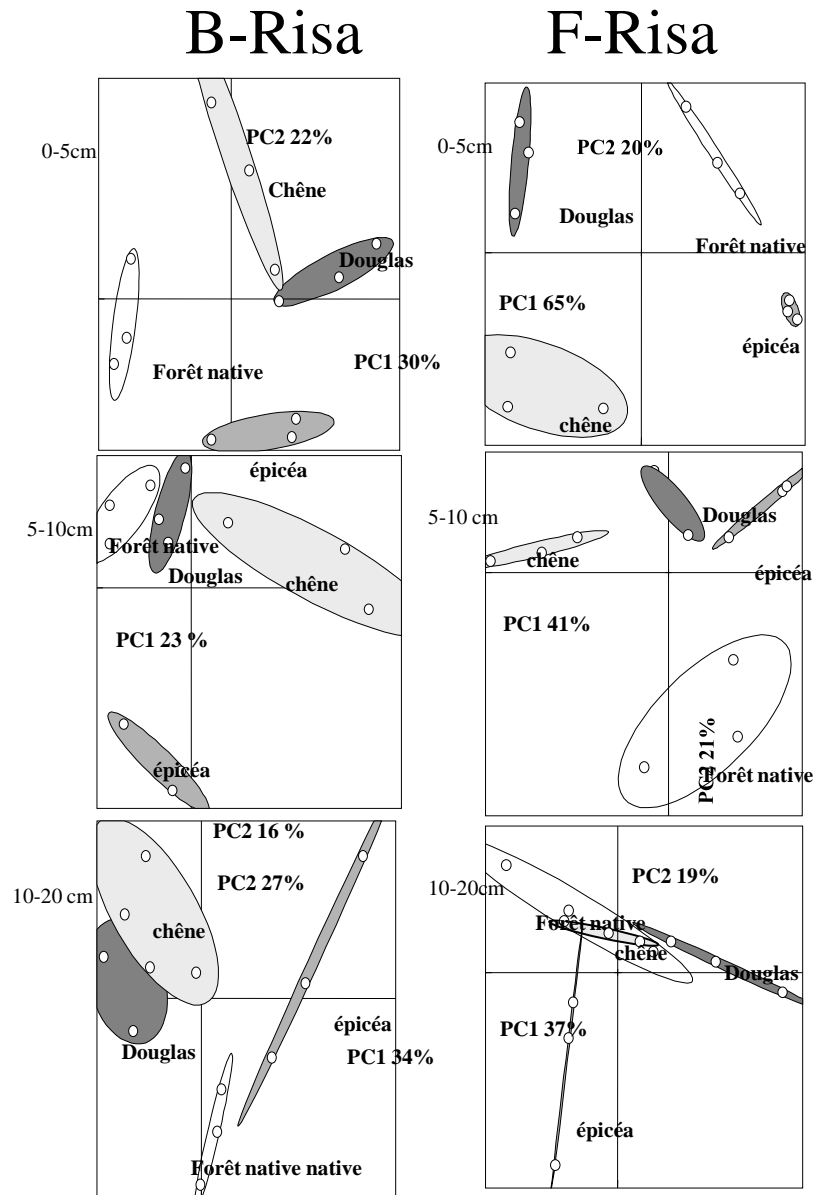 B-Risa
F-Risa
0-5cm
PC2 22%
Chêne
Douglas
PC1 30%
Forêt native
épicéa
0-5cm
PC2 20%
Douglas
Forêt native
PC1 65%
épicéa
chêne
5-10cm
Forêt native
Douglas
chêne
PC1 23 %
épicéa
5-10 cm
Douglas
chêne
épicéa
PC1 41%
PC2 21%
Forêt native
10-20 cm
PC2 16 %
PC2 27%
chêne
épicéa
Douglas
PC1 34%
Forêt native native
10-20cm
PC2 19%
Forêt native
chêne
Douglas
PC1 37%
épicéa